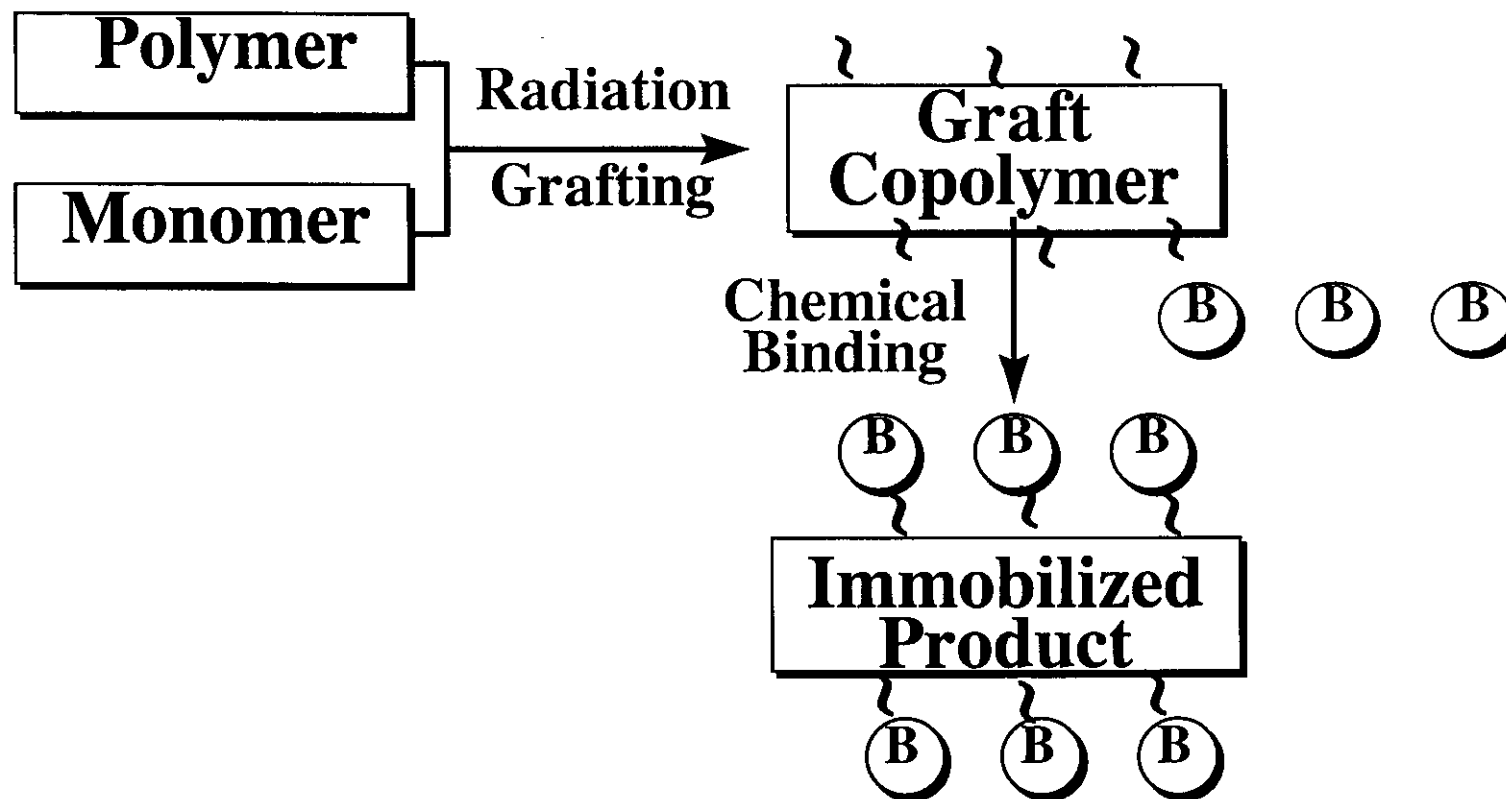 Polymer
Monomer
Radiation
Grafting
Graft
Copolymer
Chemical
Binding
B B B
B B B
Immobilized
Product
B B B